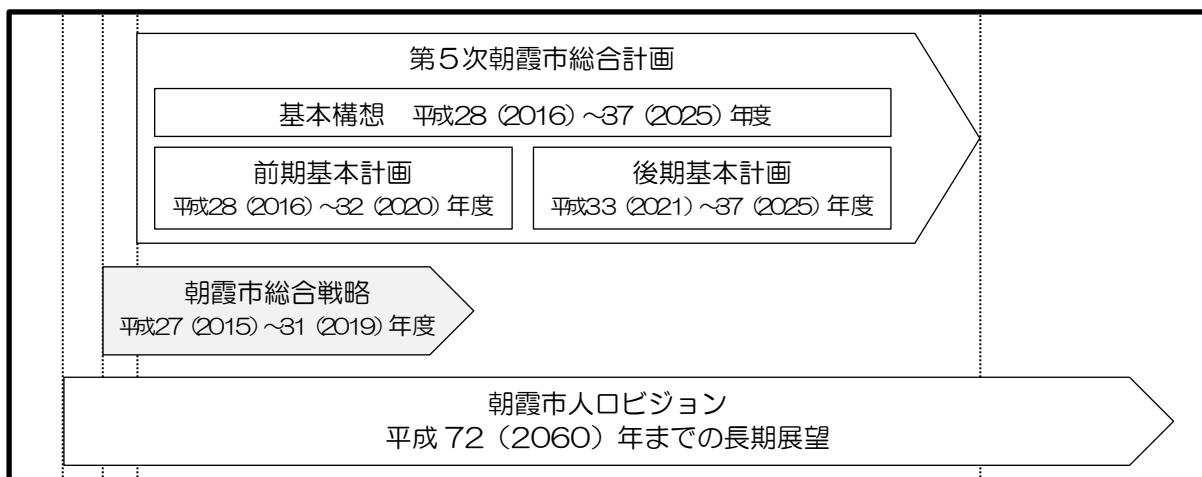 第５次朝霞市総合計画
基本構想　平成28（2016）～37（2025）年度
前期基本計画
平成28（2016）～32（2020）年度
後期基本計画
平成33（2021）～37（2025）年度
朝霞市総合戦略
平成27（2015）～31（2019）年度
朝霞市人口ビジョン
平成 72（2060）年までの長期展望